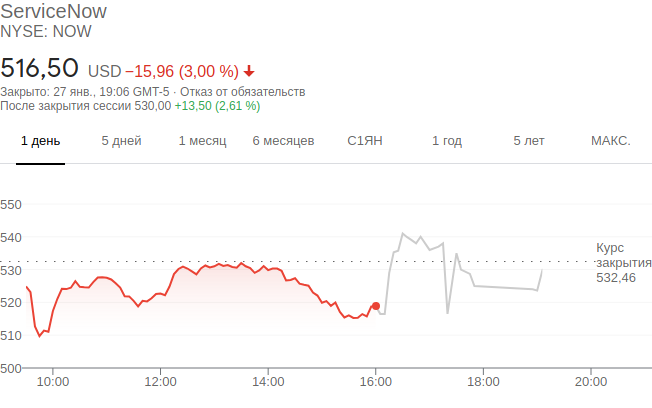 ServiceNow
NYSE: NOW
516,50 USD −15,96 (3,00 %)
Закрыто: 27 янв., 19:06 GMT-5 · Отказ от обязательств
После закрытия сессии 530,00 +13,50 (2,61 %)
1 день 5 дней 1 месяц 6 месяцев С1ЯН 1 год 5 лет МАКС.
550
540
Курс
закрытия
532,46
530
520
510
500
10:00 12:00 14:00 16:00 18:00 20:00